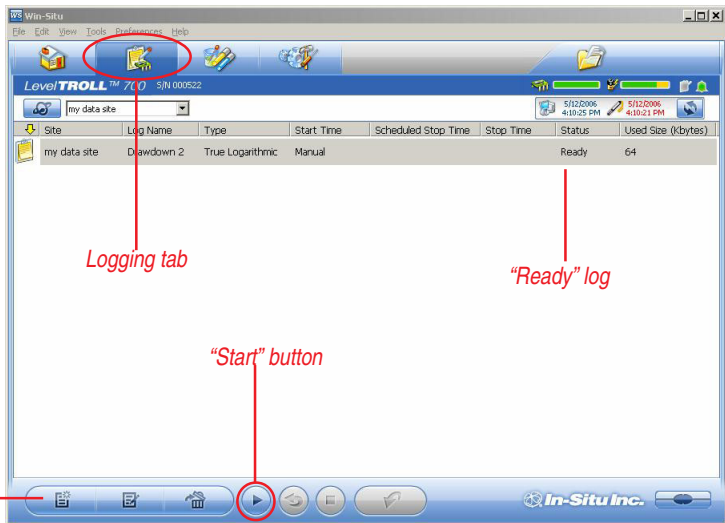 Win-Situ
File Edit View Tools Preferences Help
LevelTROLL™ 700 S/N 000522
my data site
5/12/2006
4:10:25 PM
5/12/2006
4:10:21 PM
Site Log Name Type Start Time Scheduled Stop Time Stop Time Status Used Size (Kbytes)
my data site Drawdown 2 True Logarithmic Manual Ready 64
Logging tab
“Ready” log
“Start” button
In-Situ Inc.